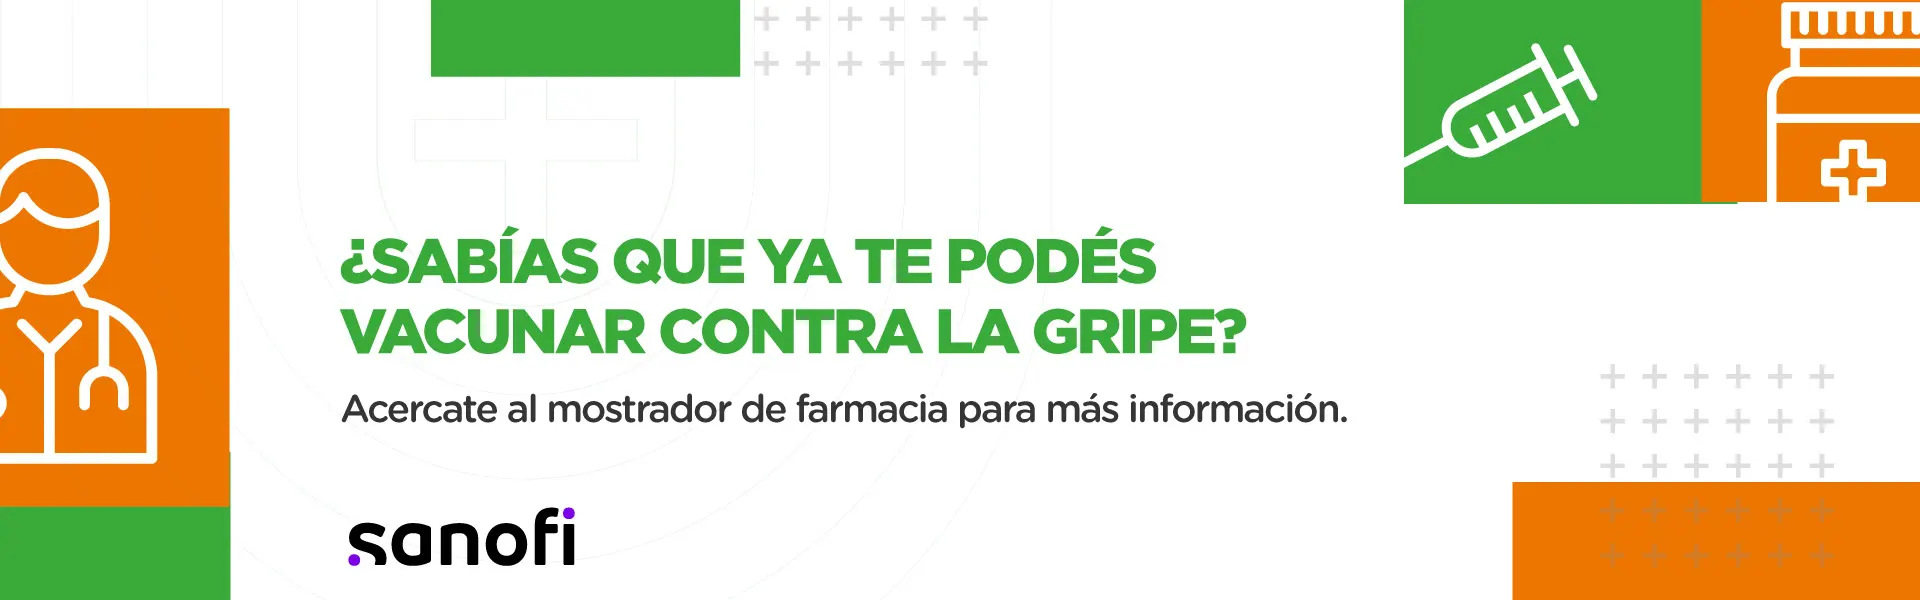 ¿SABÍAS QUE YA TE PODÉS
VACUNAR CONTRA LA GRIPE?
Acercate al mostrador de farmacia para más información.
sanofi